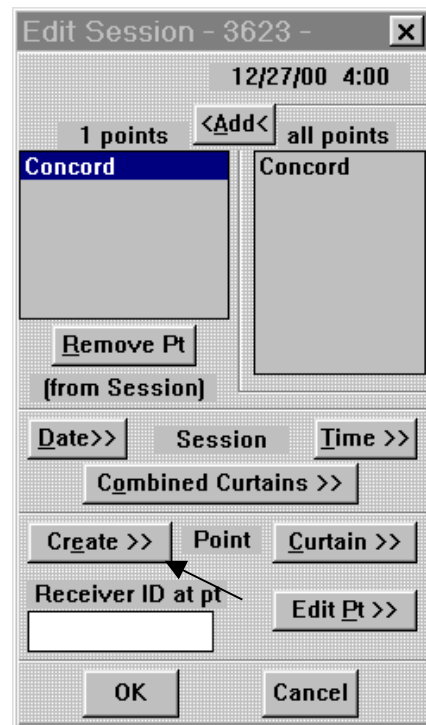 Edit Session - 3623 -
12/27/00 4:00
<Add<
1 points all points
Concord Concord
Remove Pt
(from Session)
Date>> Session Time >>
Combined Curtains >>
Create >> Point Curtain >>
Receiver ID at pt
Edit Pt >>
OK Cancel